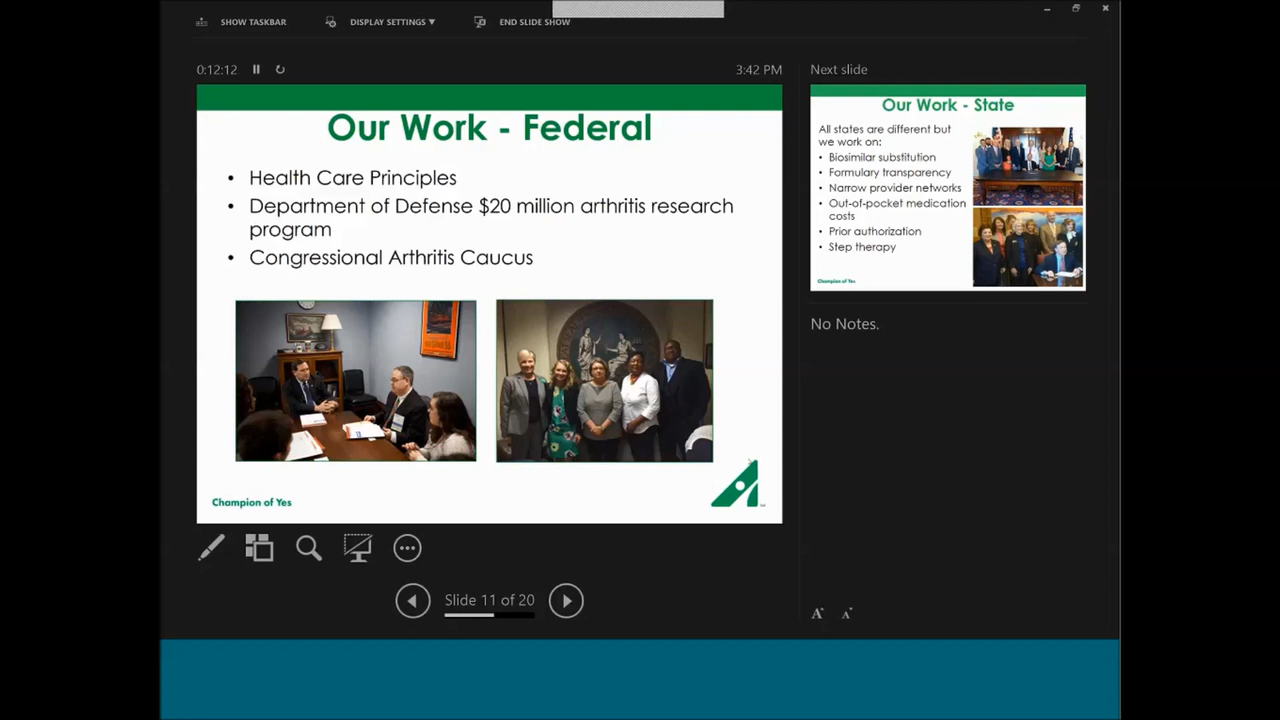 SHOW TASKBAR
DISPLAY SETTINGS ▼
END SLIDE SHOW
0:12:12
3:42 PM
Our Work - Federal
• Health Care Principles
• Department of Defense $20 million arthritis research
program
• Congressional Arthritis Caucus
Champion of Yes
Slide 11 of 20
Next slide
Our Work - State
All states are different but
we work on:
• Biosimilar substitution
• Formulary transparency
• Narrow provider networks
• Out-of-pocket medication
costs
• Prior authorization
• Step therapy
Champion of Yes
No Notes.
A
A